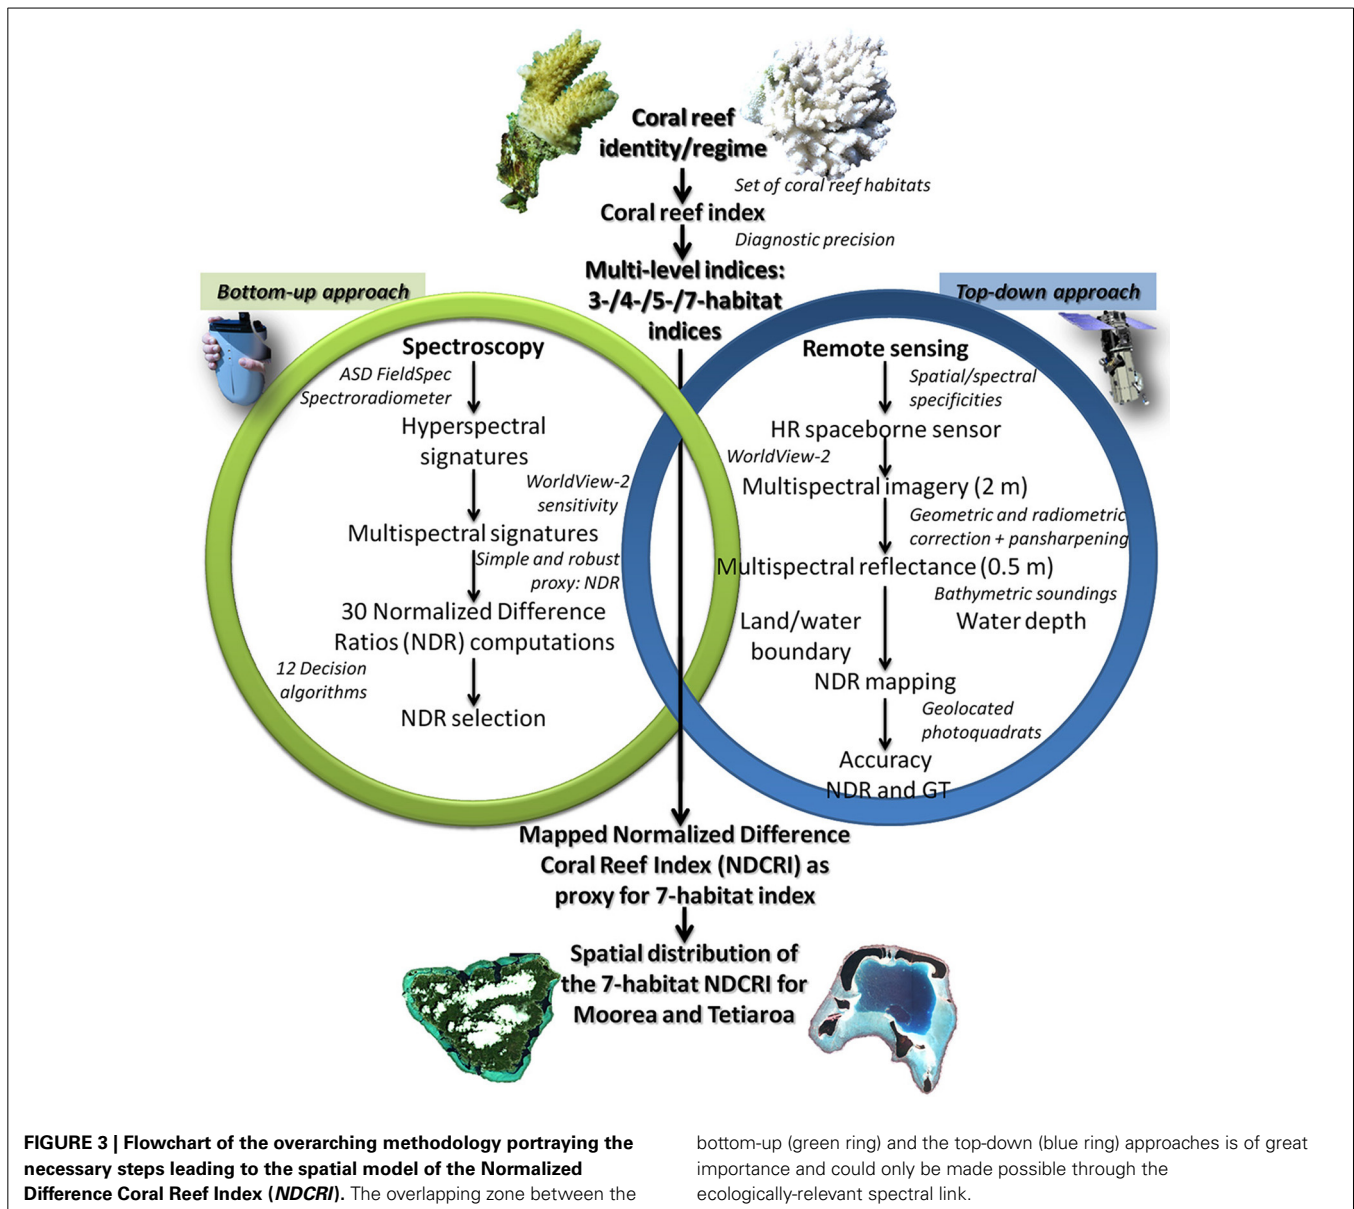 Coral reef
identity/regime
Set of coral reef habitats
Coral reef index
Diagnostic precision
Multi-level indices:
3-/4-/5-/7-habitat
indices
Bottom-up approach
Spectroscopy
ASD FieldSpec
Spectroradiometer
Hyperspectral
signatures
WorldView-2
sensitivity
Multispectral signatures
Simple and robust
proxy: NDR
30 Normalized Difference
Ratios (NDR) computations
12 Decision
algorithms
NDR selection
Top-down approach
Remote sensing
Spatial/spectral
specificities
HR spaceborne sensor
WorldView-2
Multispectral imagery (2 m)
Geometric and radiometric
correction + pansharpening
Multispectral reflectance (0.5 m)
Bathymetric soundings
Land/water
boundary
Water depth
NDR mapping
Geolocated
photoquadrats
Accuracy
NDR and GT
Mapped Normalized Difference
Coral Reef Index (NDCRI) as
proxy for 7-habitat index
Spatial distribution of
the 7-habitat NDCRI for
Moorea and Tetiaroa
FIGURE 3 | Flowchart of the overarching methodology portraying the
necessary steps leading to the spatial model of the Normalized
Difference Coral Reef Index (NDCRI). The overlapping zone between the
bottom-up (green ring) and the top-down (blue ring) approaches is of great
importance and could only be made possible through the
ecologically-relevant spectral link.